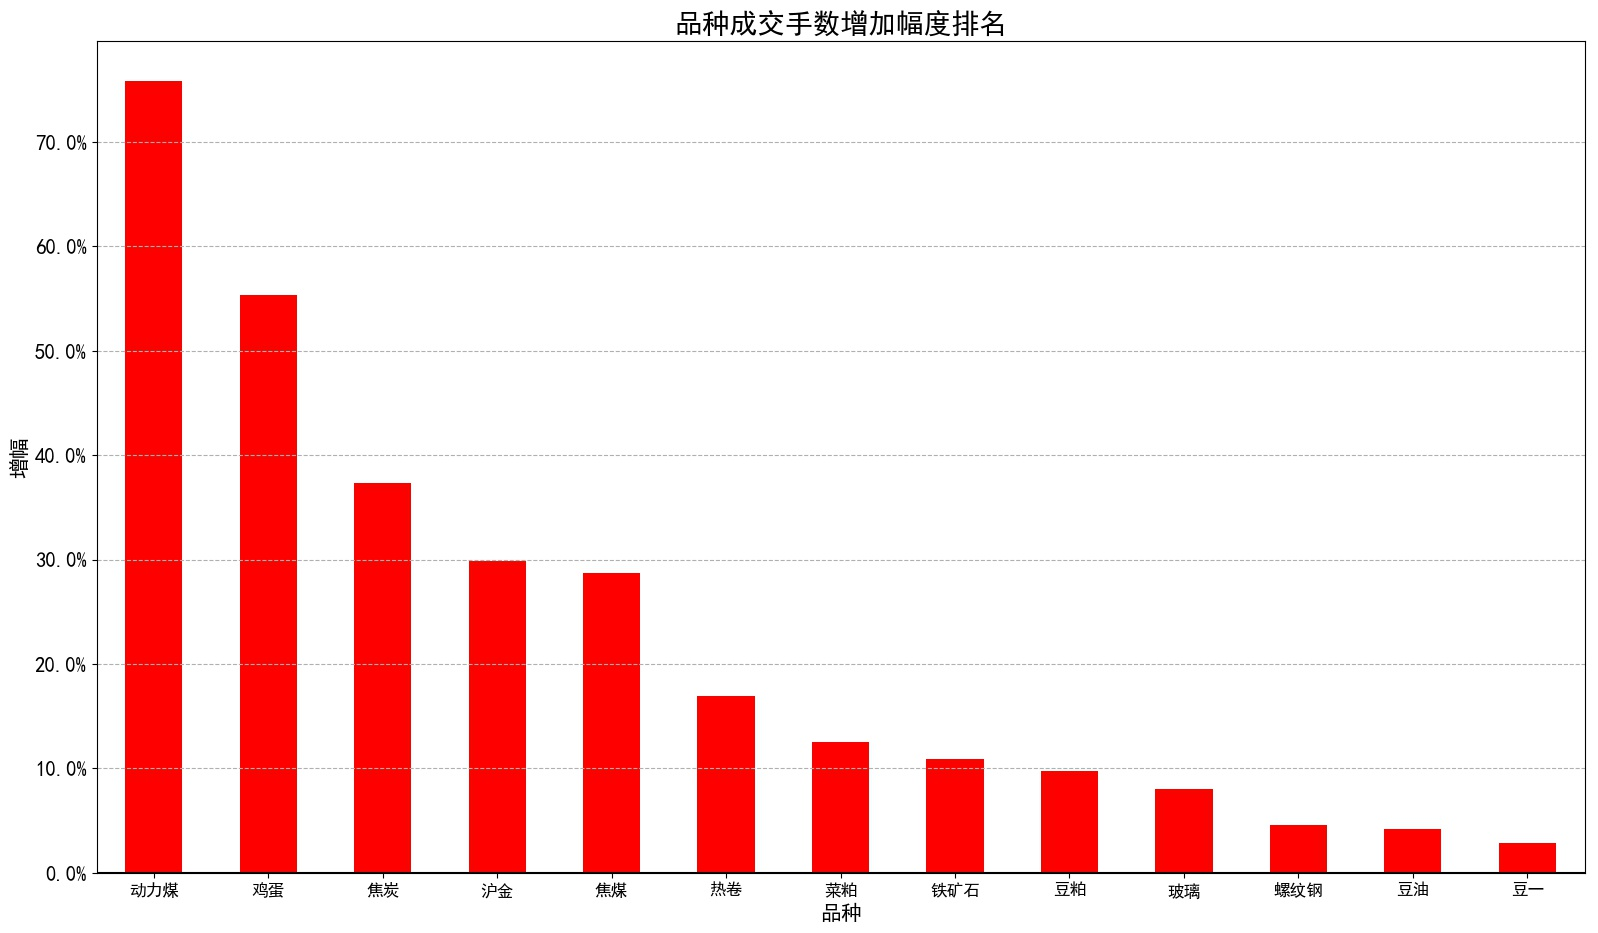 品种成交手数增加幅度排名
增幅
70.0%
60.0%
50.0%
40.0%
30.0%
20.0%
10.0%
0.0%
动力煤 鸡蛋 焦炭 沪金 焦煤 热卷 菜粕 铁矿石 豆粕 玻璃 螺纹钢 豆油 豆一
品种